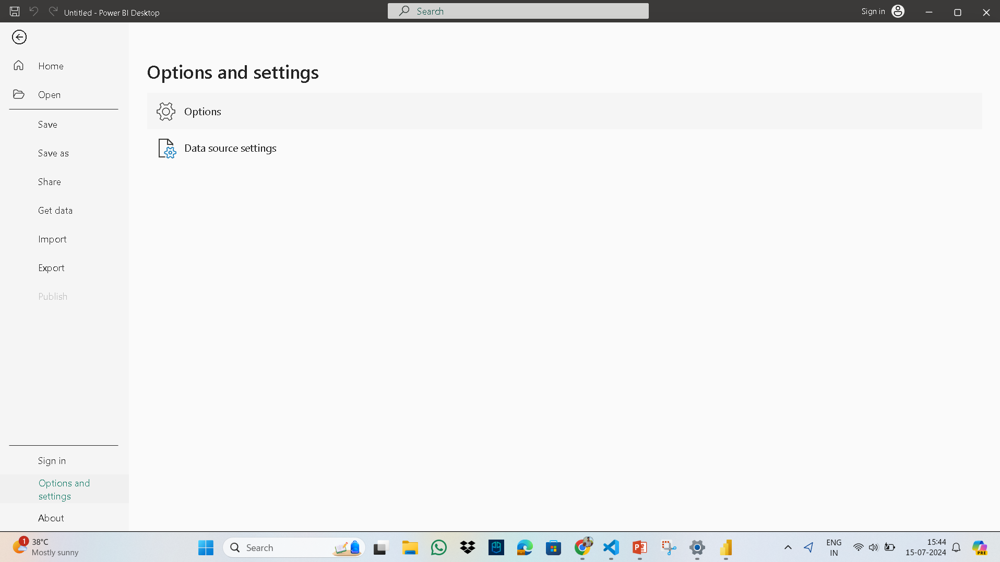 Untitled - Power BI Desktop
Search
Sign in
Home
Open
Save
Save as
Share
Get data
Import
Export
Publish
Sign in
Options and
settings
About
Options and settings
Options
Data source settings
1
38°C
Mostly sunny
Search
ENG
IN
15:44
15-07-2024
PRE